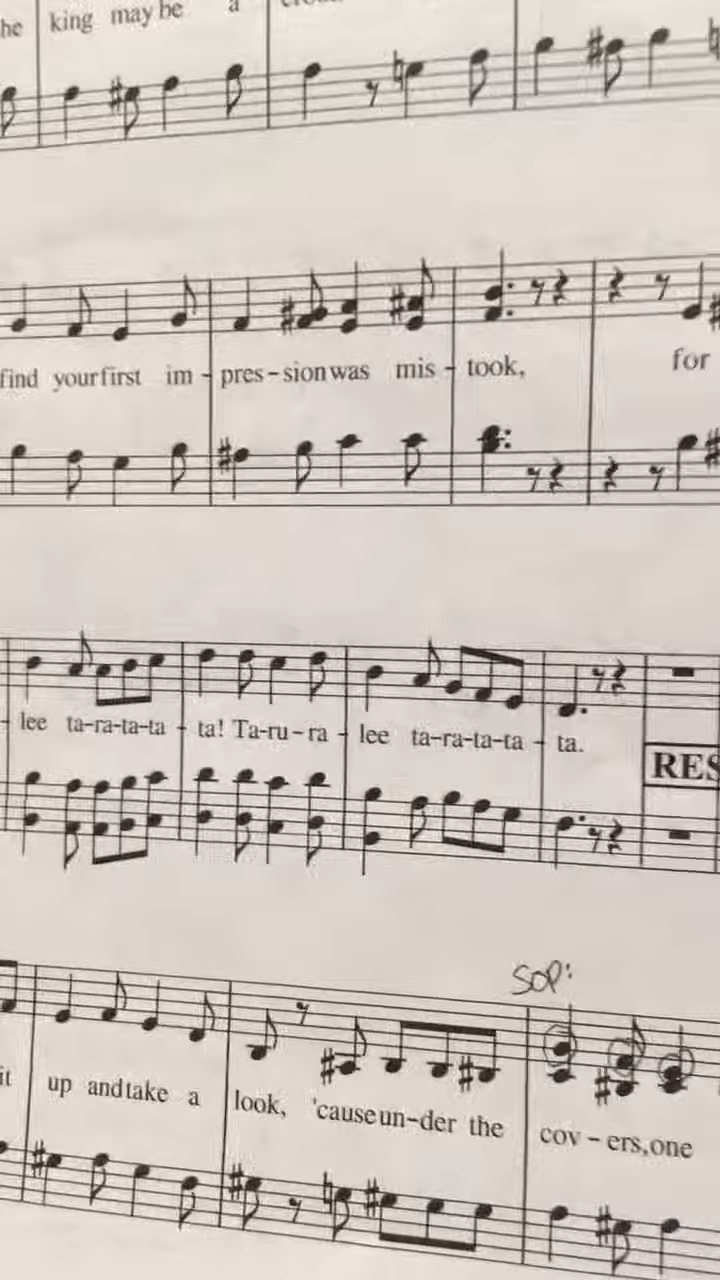 he king may be a
find your first im - pres - sion was mis - took, for
lee ta-ra-ta-ta - ta! Ta-ru-ra - lee ta-ra-ta-ta - ta.
RES
SOP:
it up and take a look, 'cause un-der the cov - ers, one